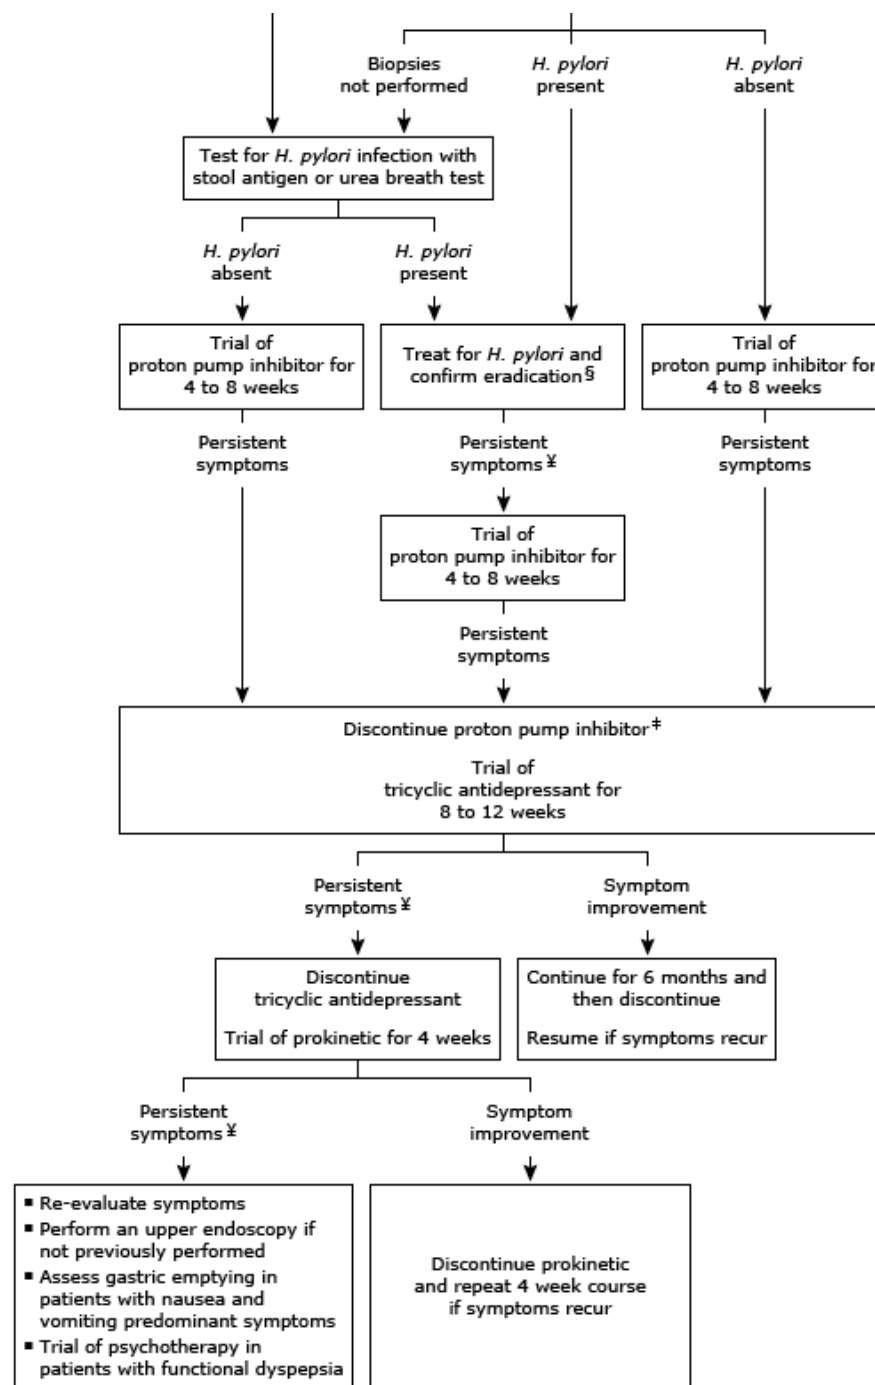 Biopsies
not performed
H. pylori
present
H. pylori
absent
Test for H. pylori infection with
stool antigen or urea breath test
H. pylori
absent
H. pylori
present
Trial of
proton pump inhibitor for
4 to 8 weeks
Treat for H. pylori and
confirm eradication§
Trial of
proton pump inhibitor for
4 to 8 weeks
Persistent
symptoms
Persistent
symptoms¥
Persistent
symptoms
Trial of
proton pump inhibitor for
4 to 8 weeks
Persistent
symptoms
Discontinue proton pump inhibitor‡
Trial of
tricyclic antidepressant for
8 to 12 weeks
Persistent
symptoms¥
Symptom
improvement
Discontinue
tricyclic antidepressant
Trial of prokinetic for 4 weeks
Continue for 6 months and
then discontinue
Resume if symptoms recur
Persistent
symptoms¥
Symptom
improvement
▪ Re-evaluate symptoms
▪ Perform an upper endoscopy if
not previously performed
▪ Assess gastric emptying in
patients with nausea and
vomiting predominant symptoms
▪ Trial of psychotherapy in
patients with functional dyspepsia
Discontinue prokinetic
and repeat 4 week course
if symptoms recur